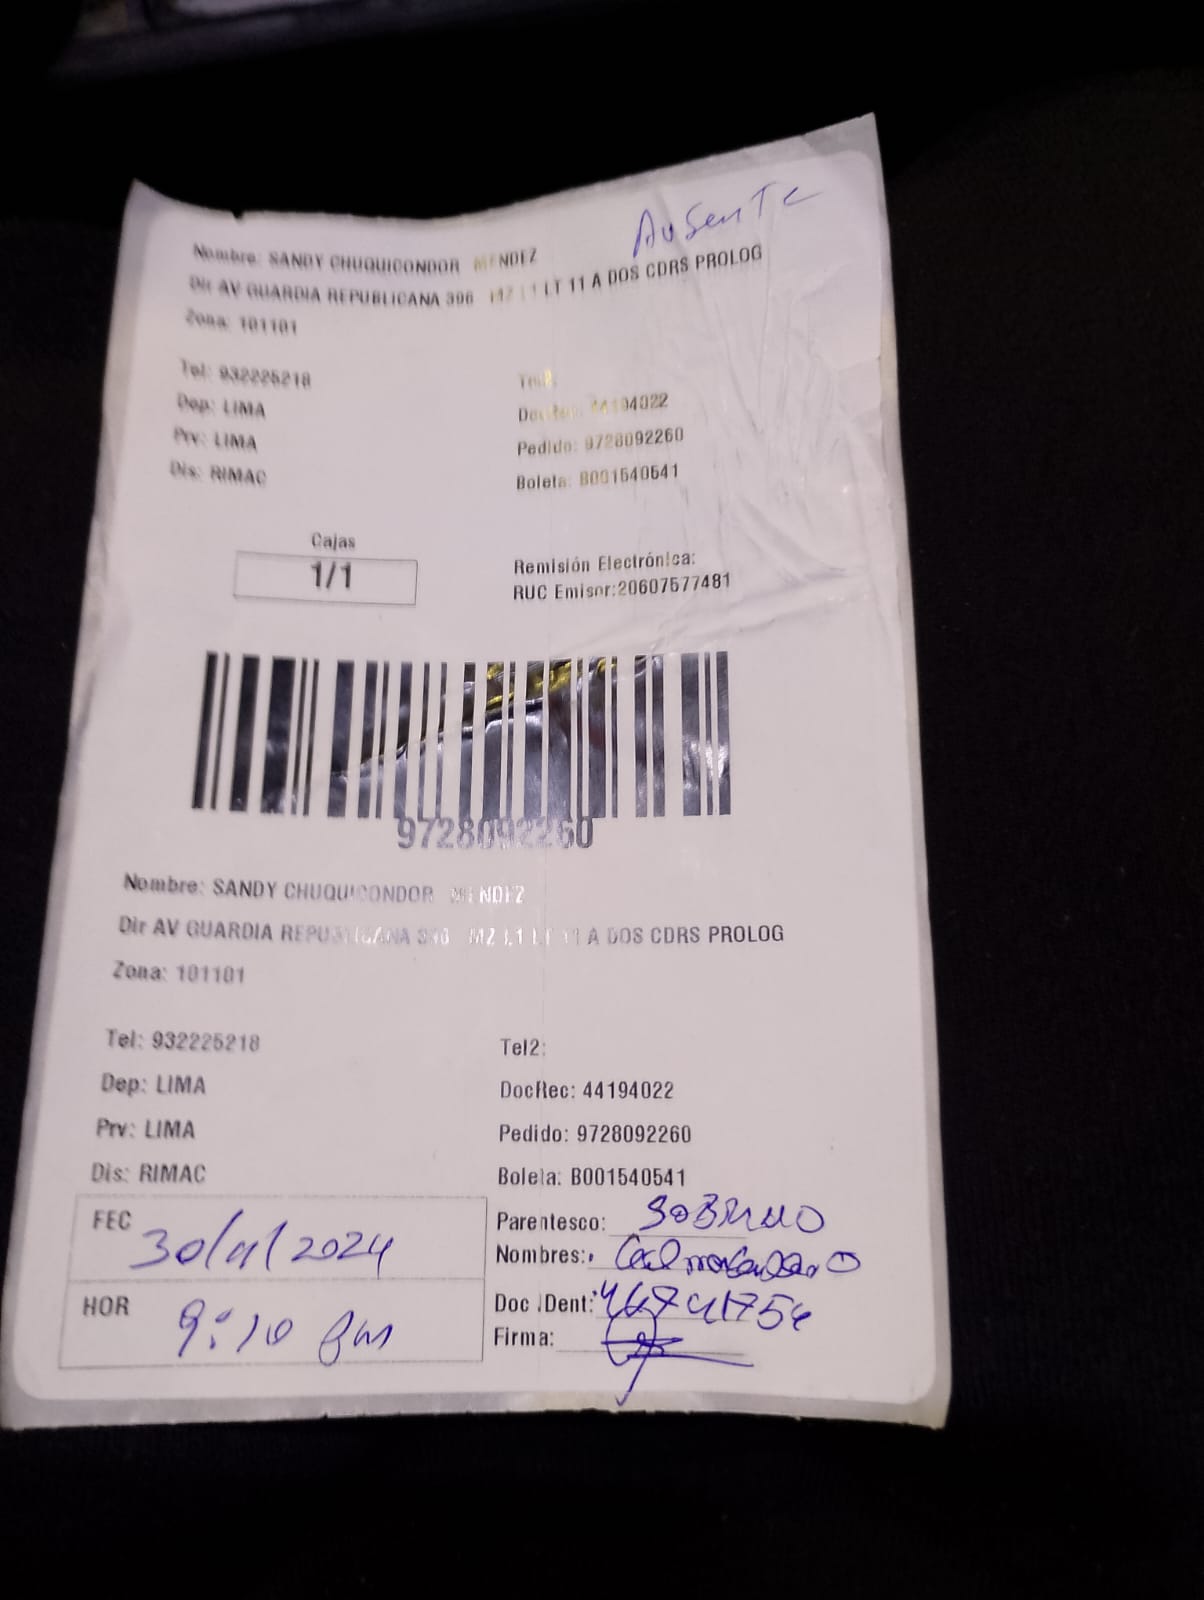 Ausente
Nombre: SANDY CHUQUICONDOR MENDEZ
Dir AV GUARDIA REPUBLICANA 396 MZ L1 LT 11 A DOS CDRS PROLOG
Zona: 101101
Tel: 932225218 Tel2:
Dep: LIMA DocRec: 44194022
Prv: LIMA Pedido: 9728092260
Dis: RIMAC Boleta: B001540541
Cajas
1/1
Remisión Electrónica:
RUC Emisor:20607577481
9728092260
Nombre: SANDY CHUQUICONDOR MENDEZ
Dir AV GUARDIA REPUBLICANA 396 MZ L1 LT 11 A DOS CDRS PROLOG
Zona: 101101
Tel: 932225218 Tel2:
Dep: LIMA DocRec: 44194022
Prv: LIMA Pedido: 9728092260
Dis: RIMAC Boleta: B001540541
FEC 30/ /2024
HOR 9:10
Parentesco: SOBRINO
Nombres:
Doc .Dent:
Firma: